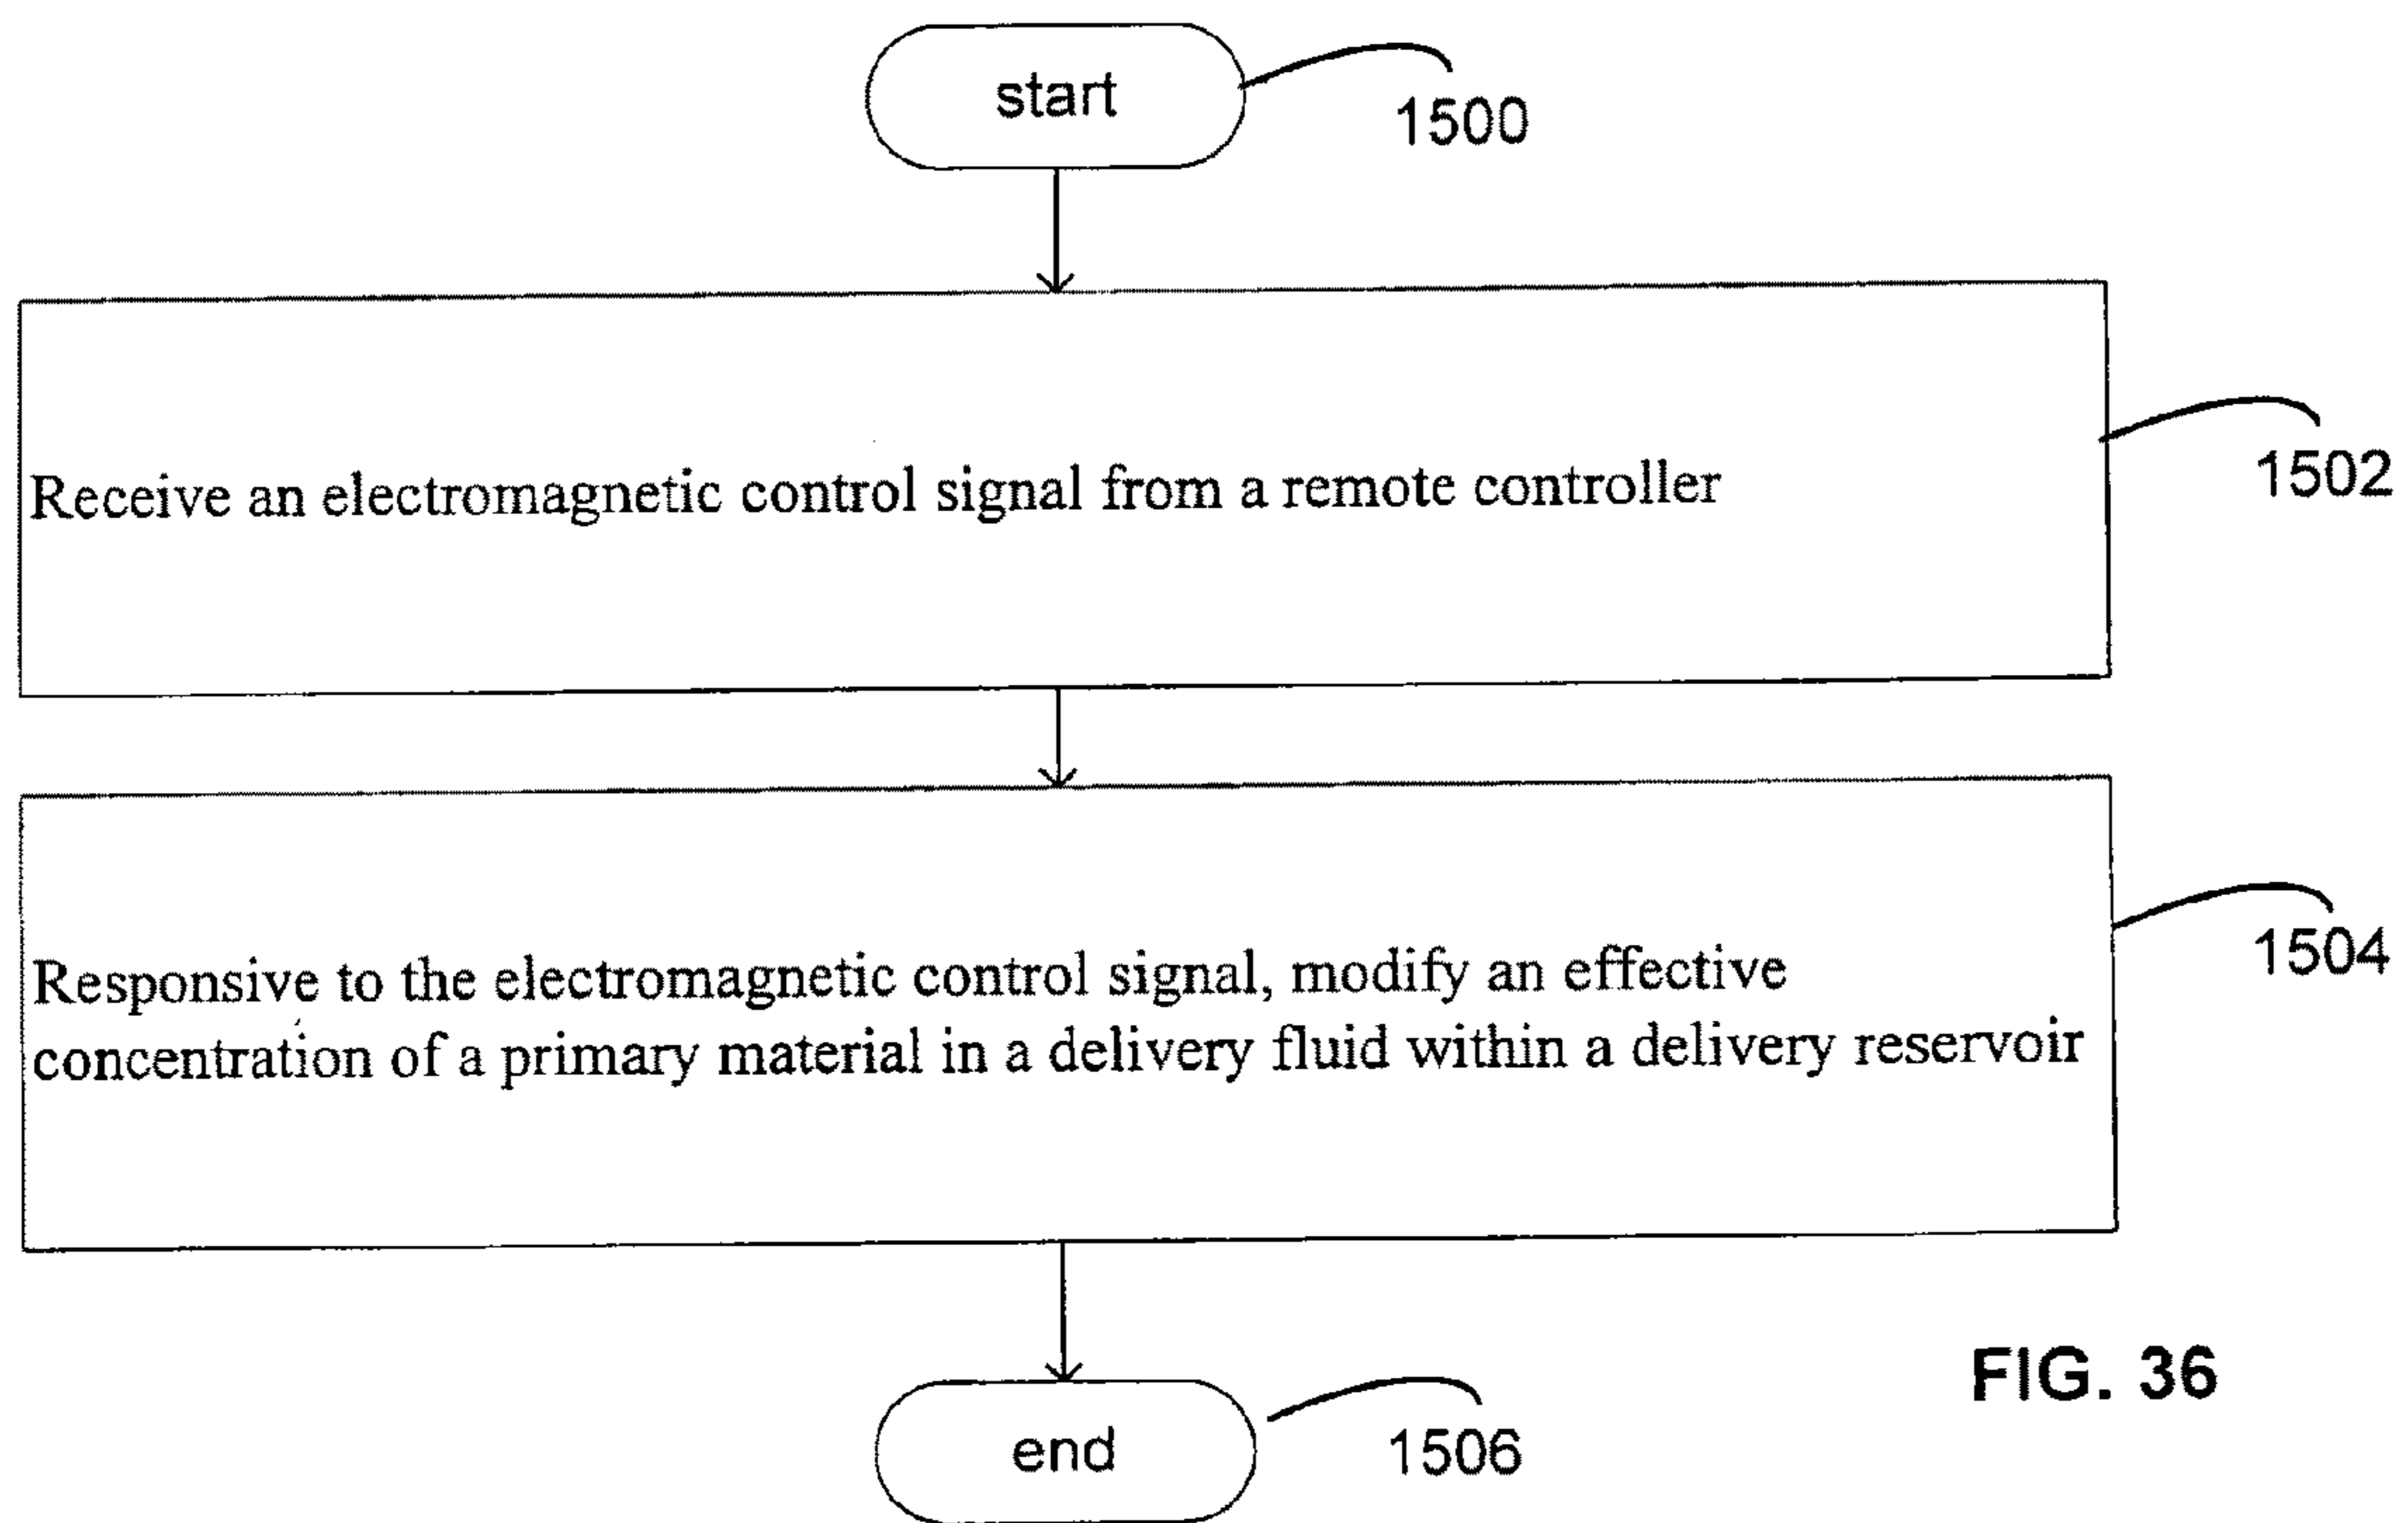 start
1500
Receive an electromagnetic control signal from a remote controller
1502
Responsive to the electromagnetic control signal, modify an effective
concentration of a primary material in a delivery fluid within a delivery reservoir
1504
end
1506
FIG. 36